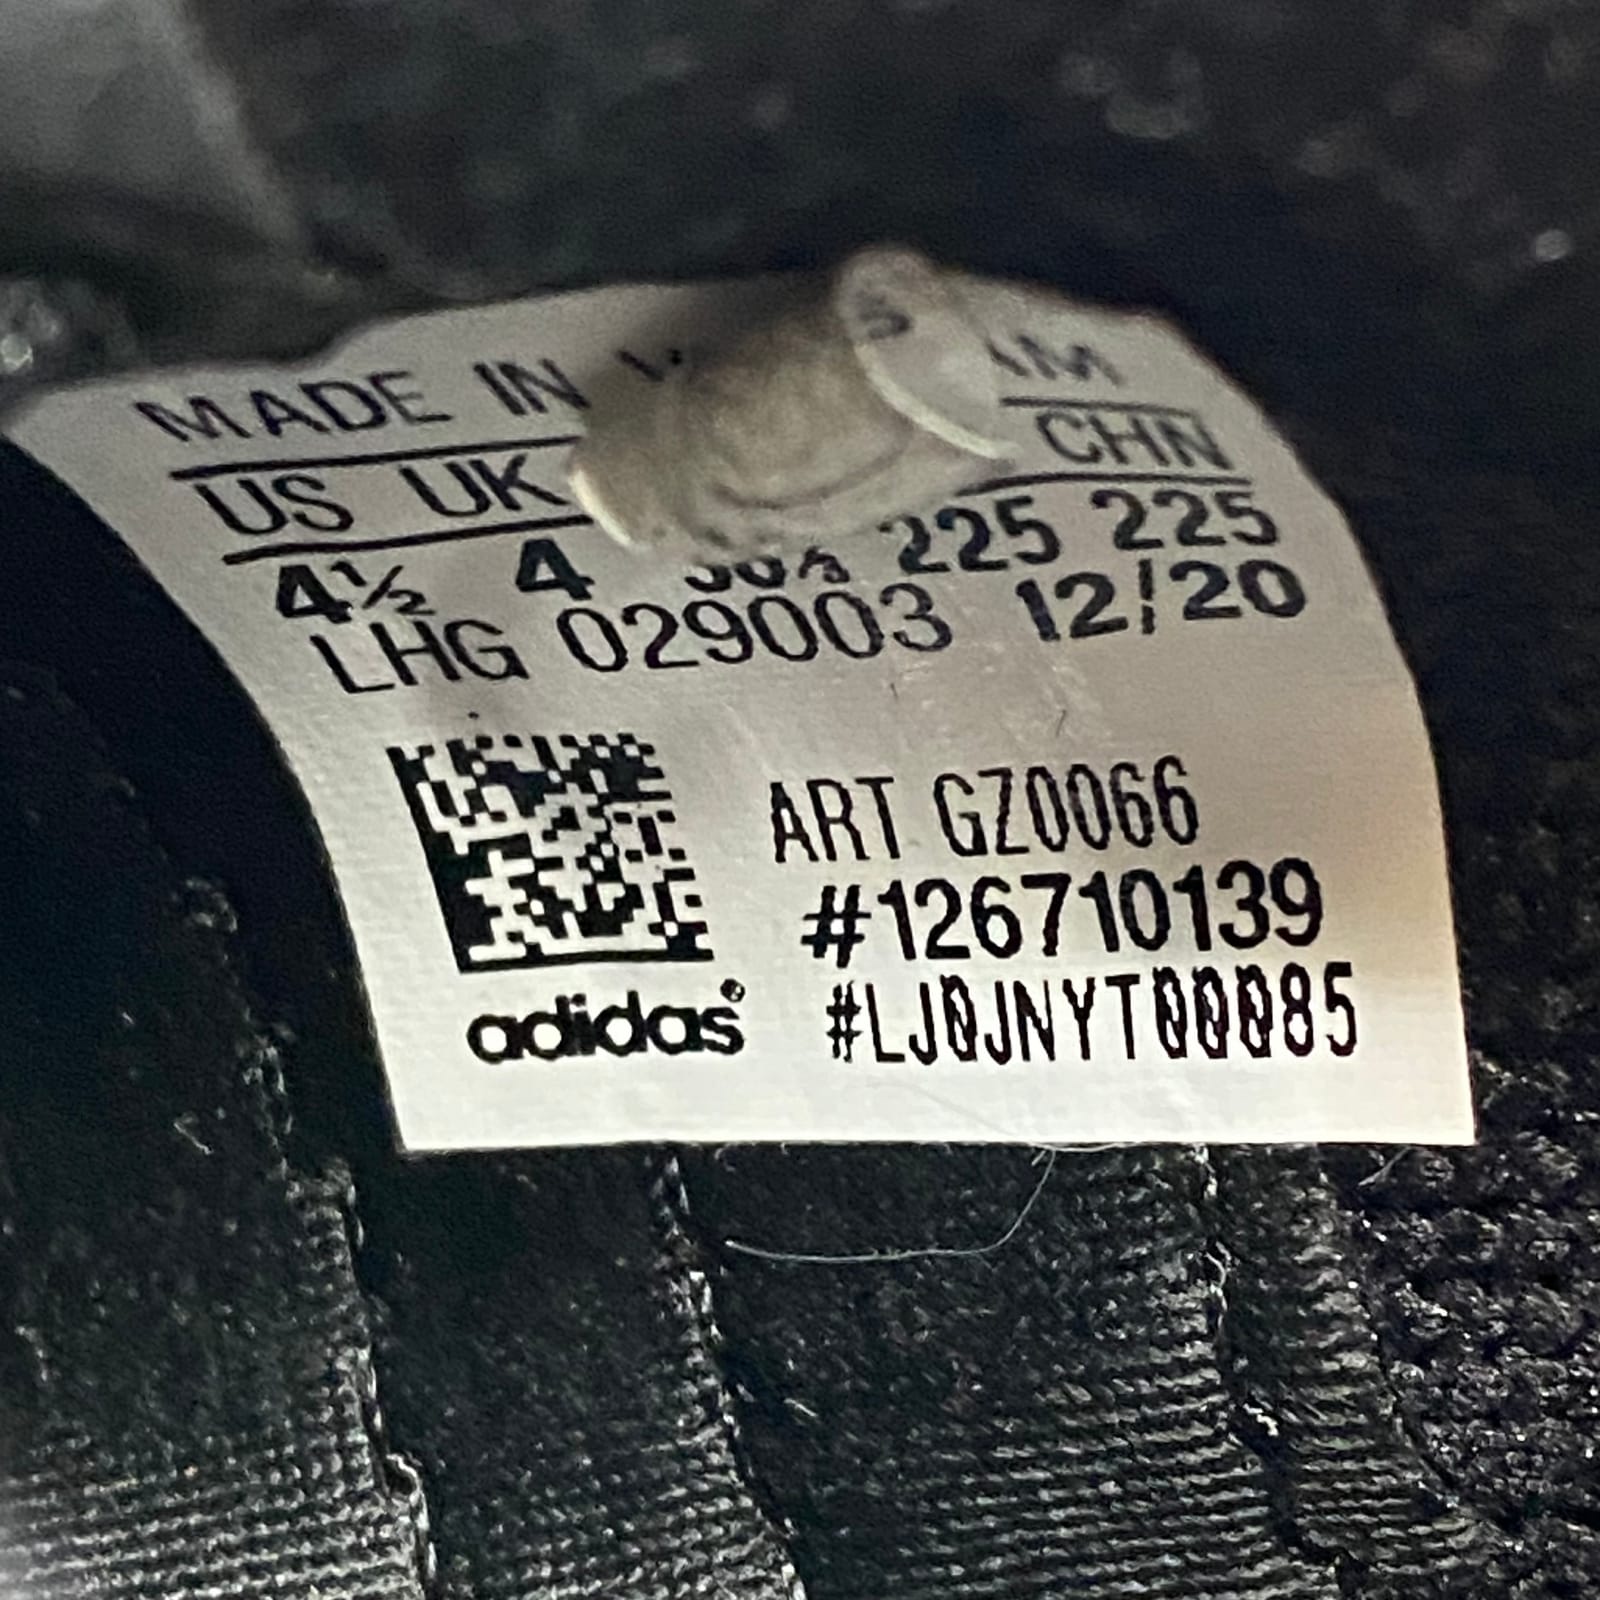 MADE IN
US UK CHN
4½ 4 225 225
LHG 029003 12/20
ART GZ0066
#126710139
adidas® #LJ0JNYT00085